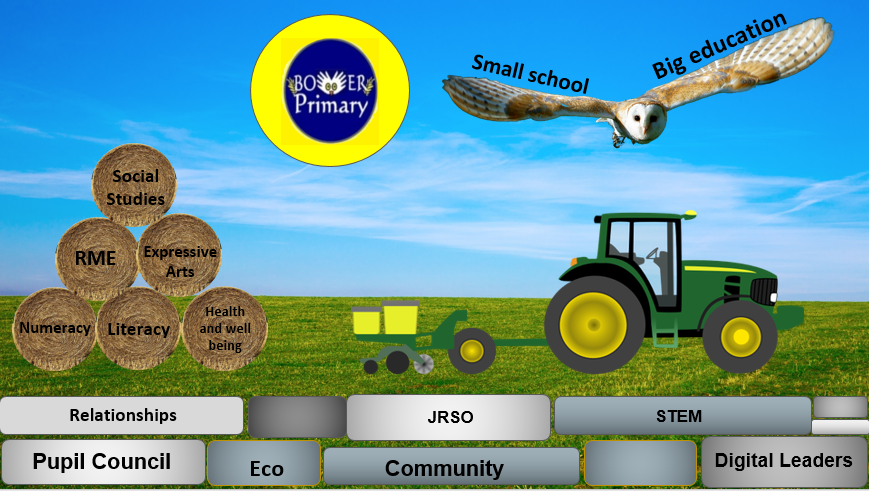 Small school
Big education
BOWER
Primary
Social
Studies
RME
Expressive
Arts
Numeracy
Literacy
Health
and well
being
Relationships
JRSO
STEM
Pupil Council
Eco
Community
Digital Leaders